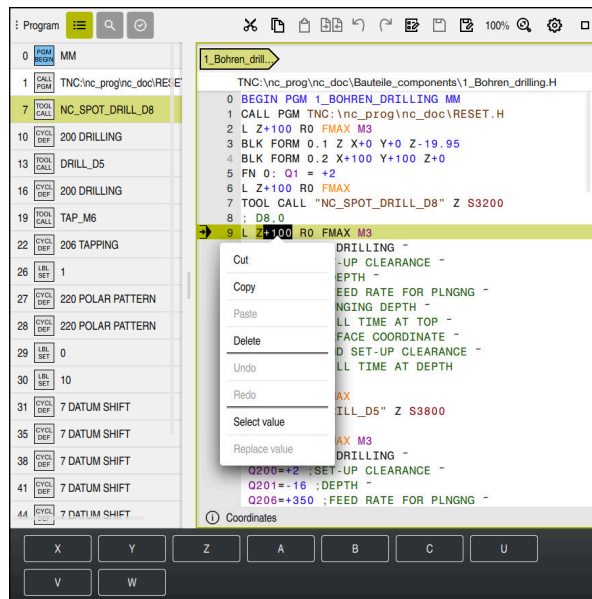 Program
100%
0 PGM BEGIN MM
1 CALL PGM TNC:\nc_prog\nc_doc\RESE
7 TOOL CALL NC_SPOT_DRILL_D8
10 CYCL DEF 200 DRILLING
13 TOOL CALL DRILL_D5
16 CYCL DEF 200 DRILLING
19 TOOL CALL TAP_M6
22 CYCL DEF 206 TAPPING
26 LBL SET 1
27 CYCL DEF 220 POLAR PATTERN
28 CYCL DEF 220 POLAR PATTERN
29 LBL SET 0
30 LBL SET 10
31 CYCL DEF 7 DATUM SHIFT
35 CYCL DEF 7 DATUM SHIFT
38 CYCL DEF 7 DATUM SHIFT
41 CYCL DEF 7 DATUM SHIFT
44 CYCL DEF 7 DATUM SHIFT
1_Bohren_drill...
TNC:\nc_prog\nc_doc\Bauteile_components\1_Bohren_drilling.H
0 BEGIN PGM 1_BOHREN_DRILLING MM
1 CALL PGM TNC:\nc_prog\nc_doc\RESET.H
2 L Z+100 R0 FMAX M3
3 BLK FORM 0.1 Z X+0 Y+0 Z-19.95
4 BLK FORM 0.2 X+100 Y+100 Z+0
5 FN 0: Q1 = +2
6 L Z+100 R0 FMAX
7 TOOL CALL "NC_SPOT_DRILL_D8" Z S3200
8 ; D8,0
9 L Z+100 R0 FMAX M3
DRILLING ~
-UP CLEARANCE ~
EPTH ~
EED RATE FOR PLNGNG ~
NGING DEPTH ~
LL TIME AT TOP ~
FACE COORDINATE ~
D SET-UP CLEARANCE ~
LL TIME AT DEPTH
AX
ILL_D5" Z S3800
AX M3
DRILLING ~
Q200=+2 ;SET-UP CLEARANCE ~
Q201=-16 ;DEPTH ~
Q206=+350 ;FEED RATE FOR PLNGNG ~
Cut
Copy
Paste
Delete
Undo
Redo
Select value
Replace value
Coordinates
X Y Z A B C U
V W